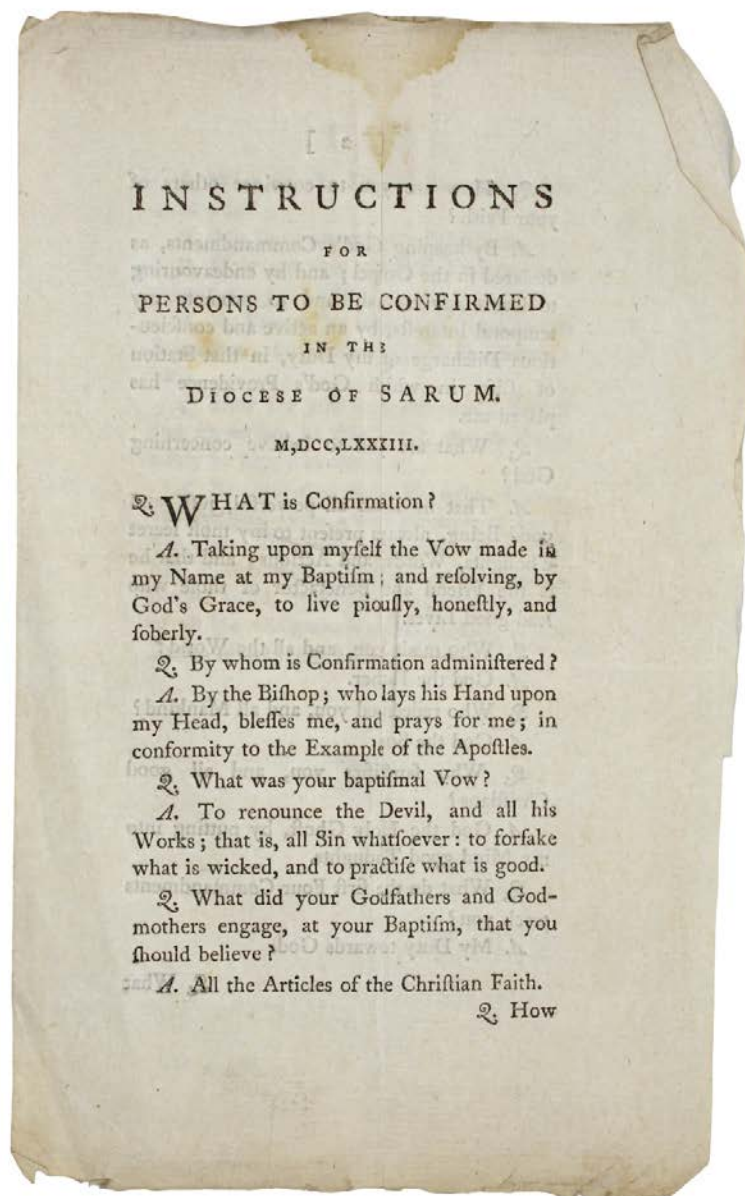 INSTRUCTIONS
FOR
PERSONS TO BE CONFIRMED
IN THE
DIOCESE OF SARUM.
M,DCC,LXXXIII.
Q. WHAT is Confirmation?
A. Taking upon myſelf the Vow made in
my Name at my Baptiſm; and reſolving, by
God's Grace, to live piouſly, honeſtly, and
ſoberly.
Q. By whom is Confirmation adminiſtered?
A. By the Biſhop; who lays his Hand upon
my Head, bleſſes me, and prays for me; in
conformity to the Example of the Apoſtles.
Q. What was your baptiſmal Vow?
A. To renounce the Devil, and all his
Works; that is, all Sin whatſoever: to forſake
what is wicked, and to practiſe what is good.
Q. What did your Godfathers and God-
mothers engage, at your Baptiſm, that you
ſhould believe?
A. All the Articles of the Chriſtian Faith.
Q. How